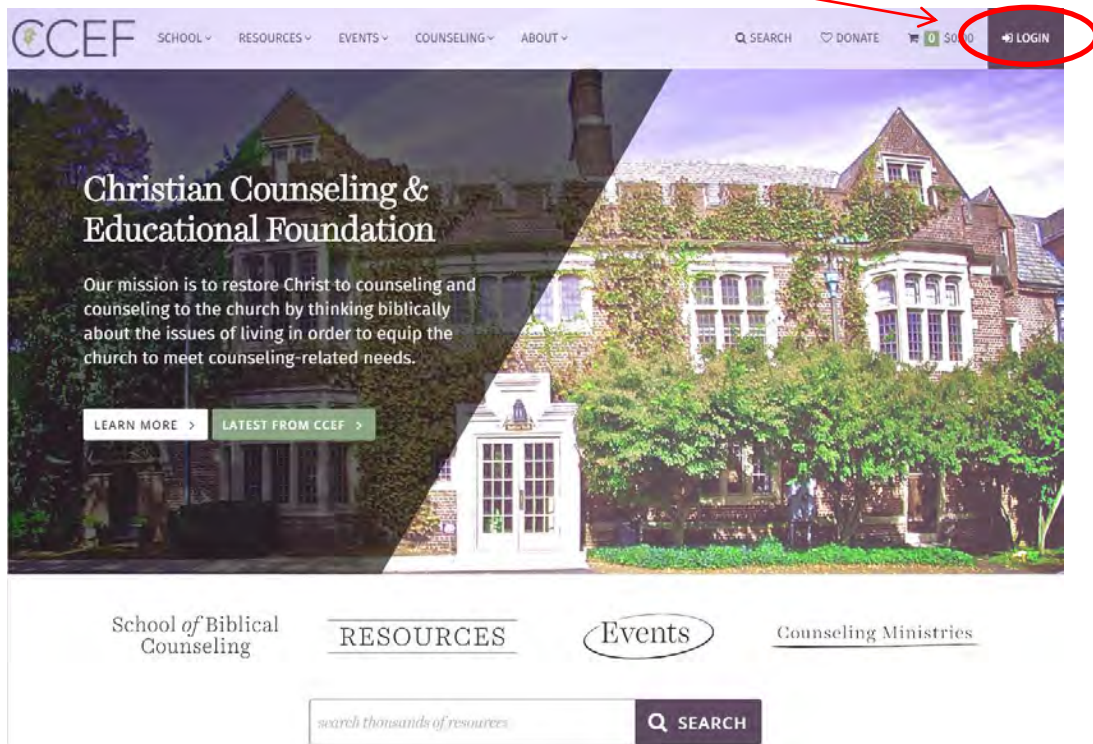 CCEF SCHOOL RESOURCES EVENTS COUNSELING ABOUT SEARCH DONATE 0 LOGIN
Christian Counseling &
Educational Foundation
Our mission is to restore Christ to counseling and
counseling to the church by thinking biblically
about the issues of living in order to equip the
church to meet counseling-related needs.
LEARN MORE > LATEST FROM CCEF >
School of Biblical
Counseling
RESOURCES
Events
Counseling Ministries
search thousands of resources
SEARCH